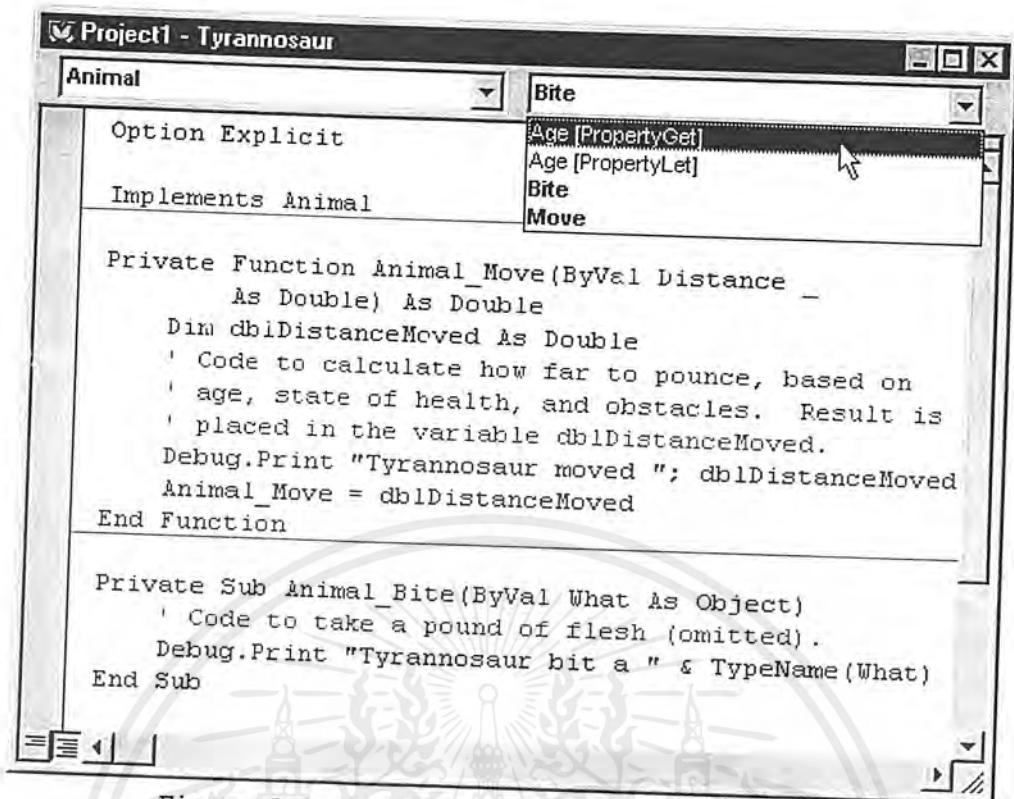 Project1 - Tyrannosaur
Animal
Bite
Age [PropertyGet]
Age [PropertyLet]
Bite
Move
Option Explicit
Implements Animal
Private Function Animal_Move(ByVal Distance _
As Double) As Double
Dim dblDistanceMoved As Double
' Code to calculate how far to pounce, based on
' age, state of health, and obstacles. Result is
' placed in the variable dblDistanceMoved.
Debug.Print "Tyrannosaur moved "; dblDistanceMoved
Animal_Move = dblDistanceMoved
End Function
Private Sub Animal_Bite(ByVal What As Object)
' Code to take a pound of flesh (omitted).
Debug.Print "Tyrannosaur bit a " & TypeName(What)
End Sub